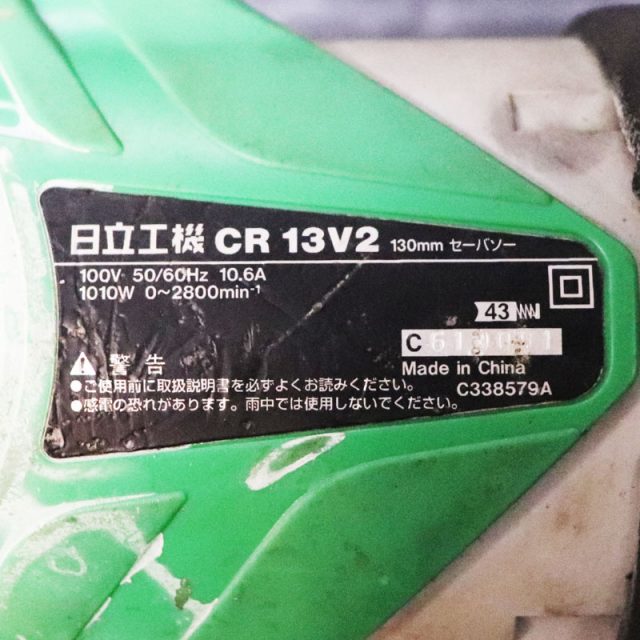 日立工機 CR 13V2 130mm セーバソー
100V 50/60Hz 10.6A
1010W 0~2800min-1
43
C
Made in China
C338579A
警告
●ご使用前に取扱説明書を必ずよくお読みください。
●感電の恐れがあります。雨中では使用しないでください。